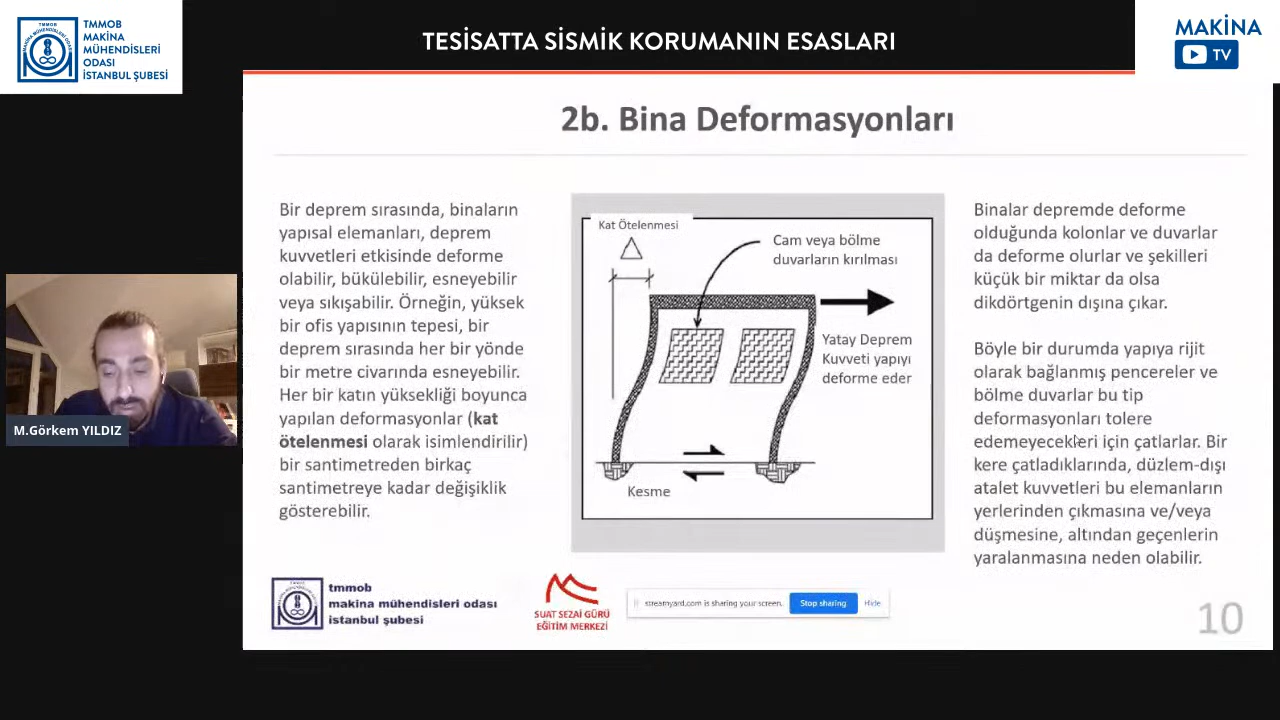 TMMOB
TMMOB
MAKİNA
MÜHENDİSLERİ
ODASI
İSTANBUL ŞUBESİ
TESİSATTA SİSMİK KORUMANIN ESASLARI
MAKİNA
TV
2b. Bina Deformasyonları
Bir deprem sırasında, binaların
yapısal elemanları, deprem
kuvvetleri etkisinde deforme
olabilir, bükülebilir, esneyebilir
veya sıkışabilir. Örneğin, yüksek
bir ofis yapısının tepesi, bir
deprem sırasında her bir yönde
bir metre civarında esneyebilir.
Her bir katın yüksekliği boyunca
yapılan deformasyonlar (kat
ötelenmesi olarak isimlendirilir)
bir santimetreden birkaç
santimetreye kadar değişiklik
gösterebilir.
Kat Ötelenmesi
Cam veya bölme
duvarların kırılması
Yatay Deprem
Kuvveti yapıyı
deforme eder
Kesme
Binalar depremde deforme
olduğunda kolonlar ve duvarlar
da deforme olurlar ve şekilleri
küçük bir miktar da olsa
dikdörtgenin dışına çıkar.
Böyle bir durumda yapıya rijit
olarak bağlanmış pencereler ve
bölme duvarlar bu tip
deformasyonları tolere
edemeyecekleri için çatlarlar. Bir
kere çatladıklarında, düzlem-dışı
atalet kuvvetleri bu elemanların
yerlerinden çıkmasına ve/veya
düşmesine, altından geçenlerin
yaralanmasına neden olabilir.
M.Görkem YILDIZ
tmmob
makina mühendisleri odası
istanbul şubesi
SUAT SEZAİ GÜRÜ
EĞİTİM MERKEZİ
streamyard.com is sharing your screen.
Stop sharing
Hide
10